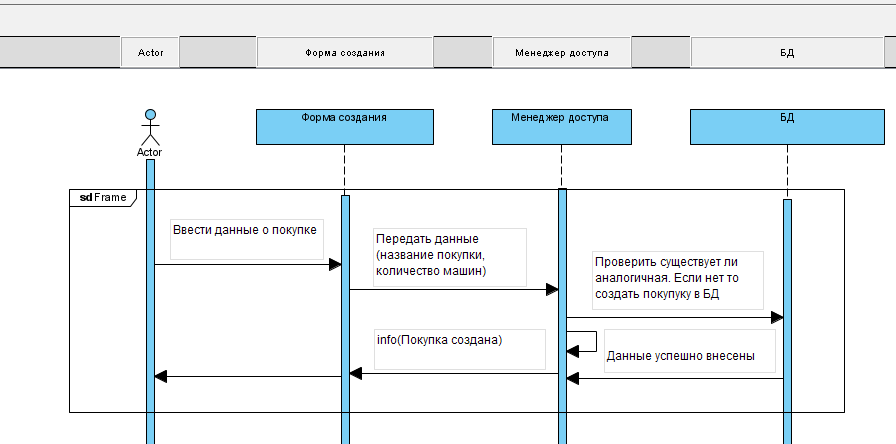 Actor
Форма создания
Менеджер доступа
БД
Форма создания
Менеджер доступа
БД
Actor
sd Frame
Ввести данные о покупке
Передать данные
(название покупки,
количество машин)
Проверить существует ли
аналогичная. Если нет то
создать покупуку в БД
info(Покупка создана)
Данные успешно внесены